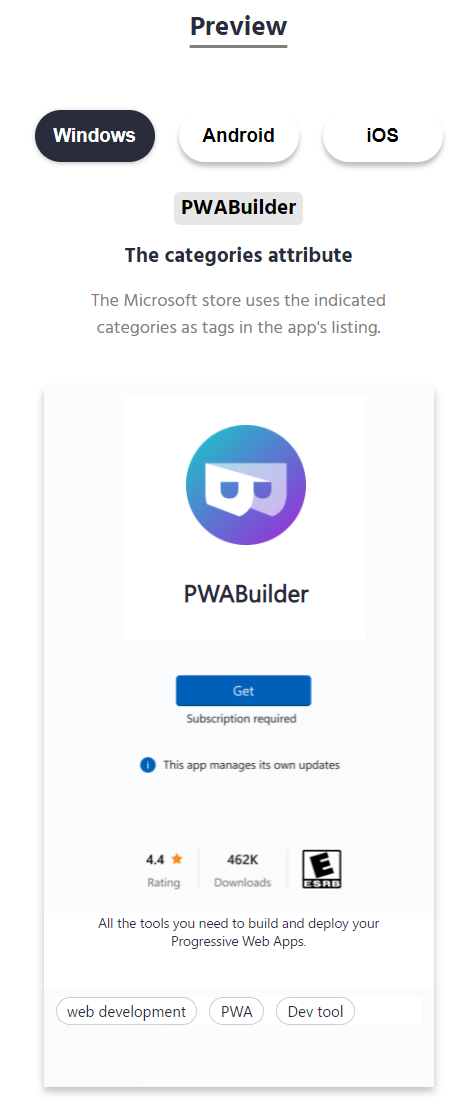 Preview
Windows Android iOS
PWABuilder
The categories attribute
The Microsoft store uses the indicated
categories as tags in the app's listing.
PWABuilder
Get
Subscription required
i This app manages its own updates
4.4 462K E
Rating Downloads ESRB
All the tools you need to build and deploy your
Progressive Web Apps.
web development PWA Dev tool